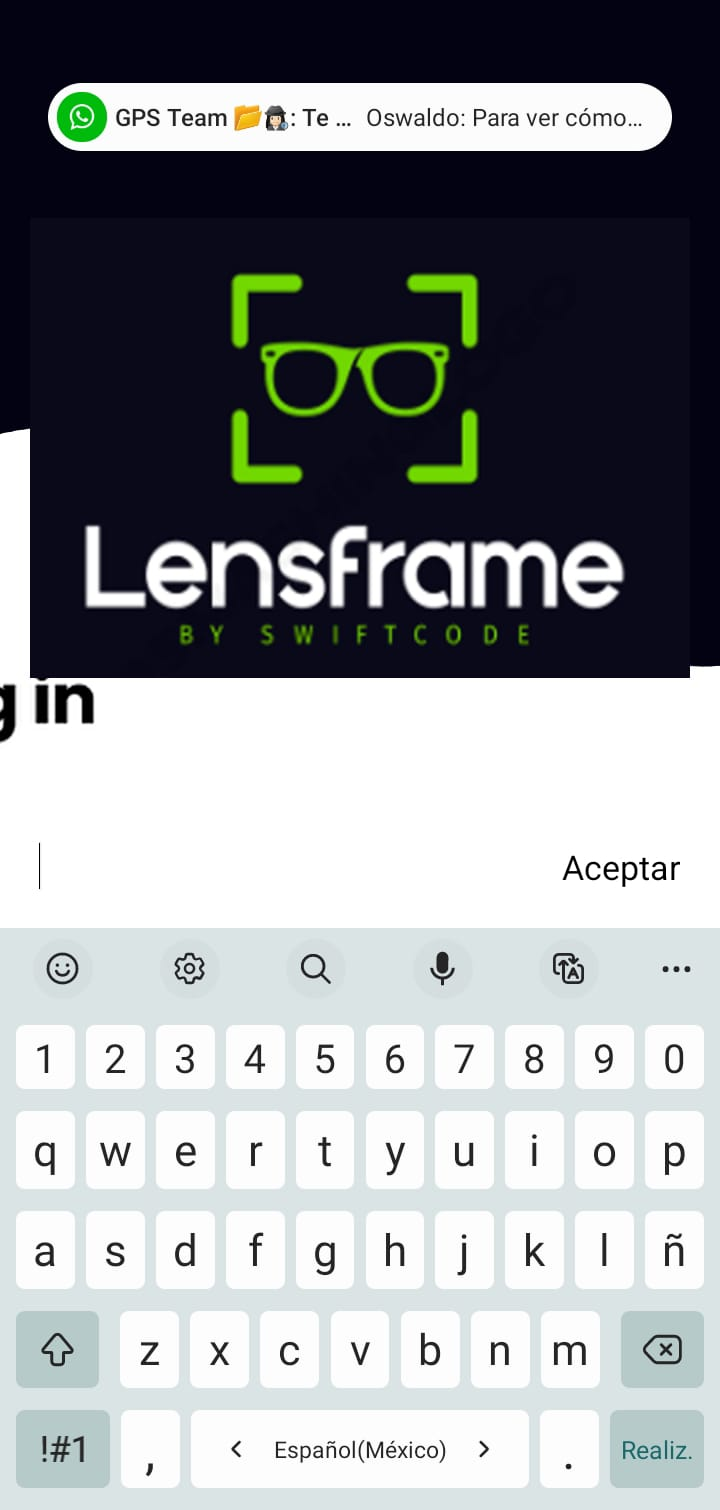 GPS Team 📂🕵🏻‍♀️: Te ... Oswaldo: Para ver cómo...
Lensframe
BY SWIFTCODE
g in
Aceptar
1 2 3 4 5 6 7 8 9 0
q w e r t y u i o p
a s d f g h j k l ñ
z x c v b n m
!#1 , < Español(México) > . Realiz.